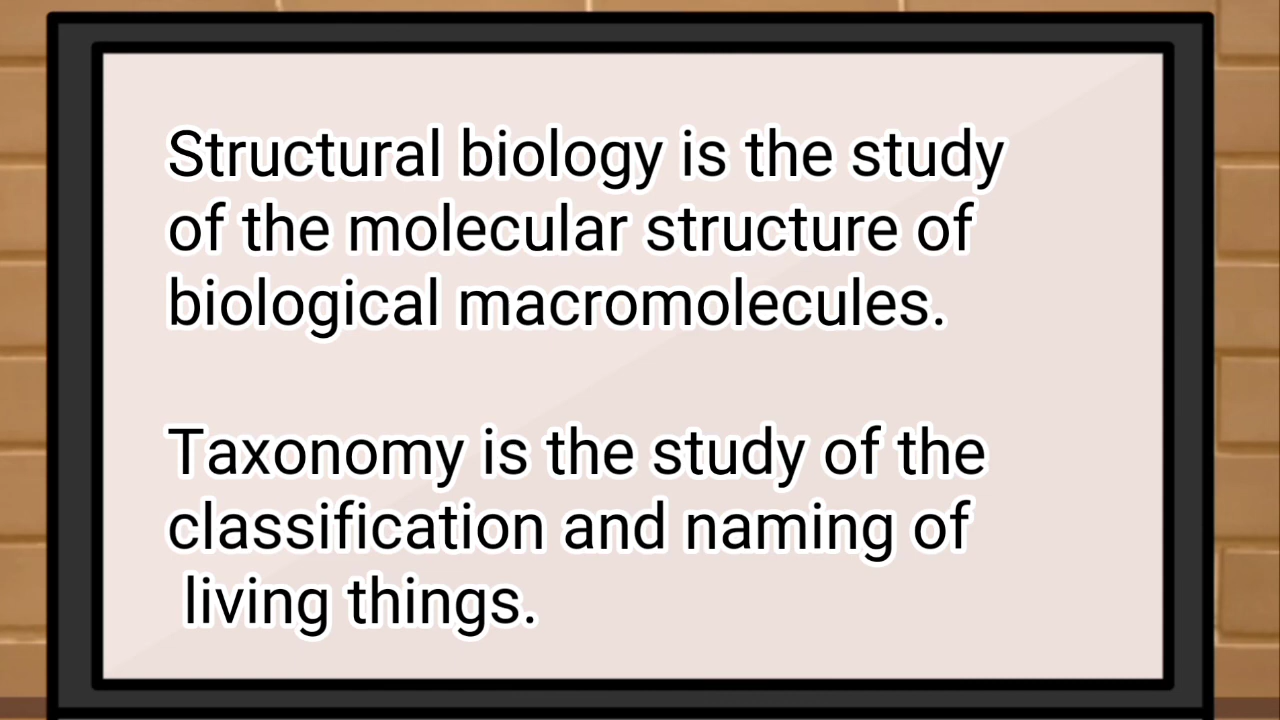 Structural biology is the study
of the molecular structure of
biological macromolecules.
Taxonomy is the study of the
classification and naming of
living things.